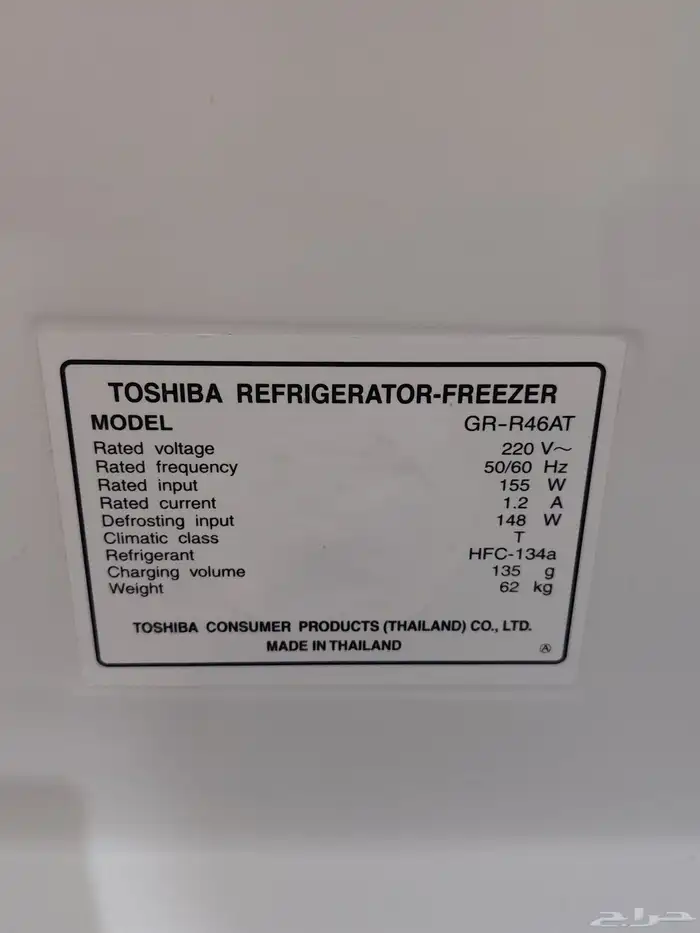 TOSHIBA REFRIGERATOR-FREEZER
MODEL GR-R46AT
Rated voltage 220 V~
Rated frequency 50/60 Hz
Rated input 155 W
Rated current 1.2 A
Defrosting input 148 W
Climatic class T
Refrigerant HFC-134a
Charging volume 135 g
Weight 62 kg
TOSHIBA CONSUMER PRODUCTS (THAILAND) CO., LTD.
MADE IN THAILAND Ⓐ
حراج